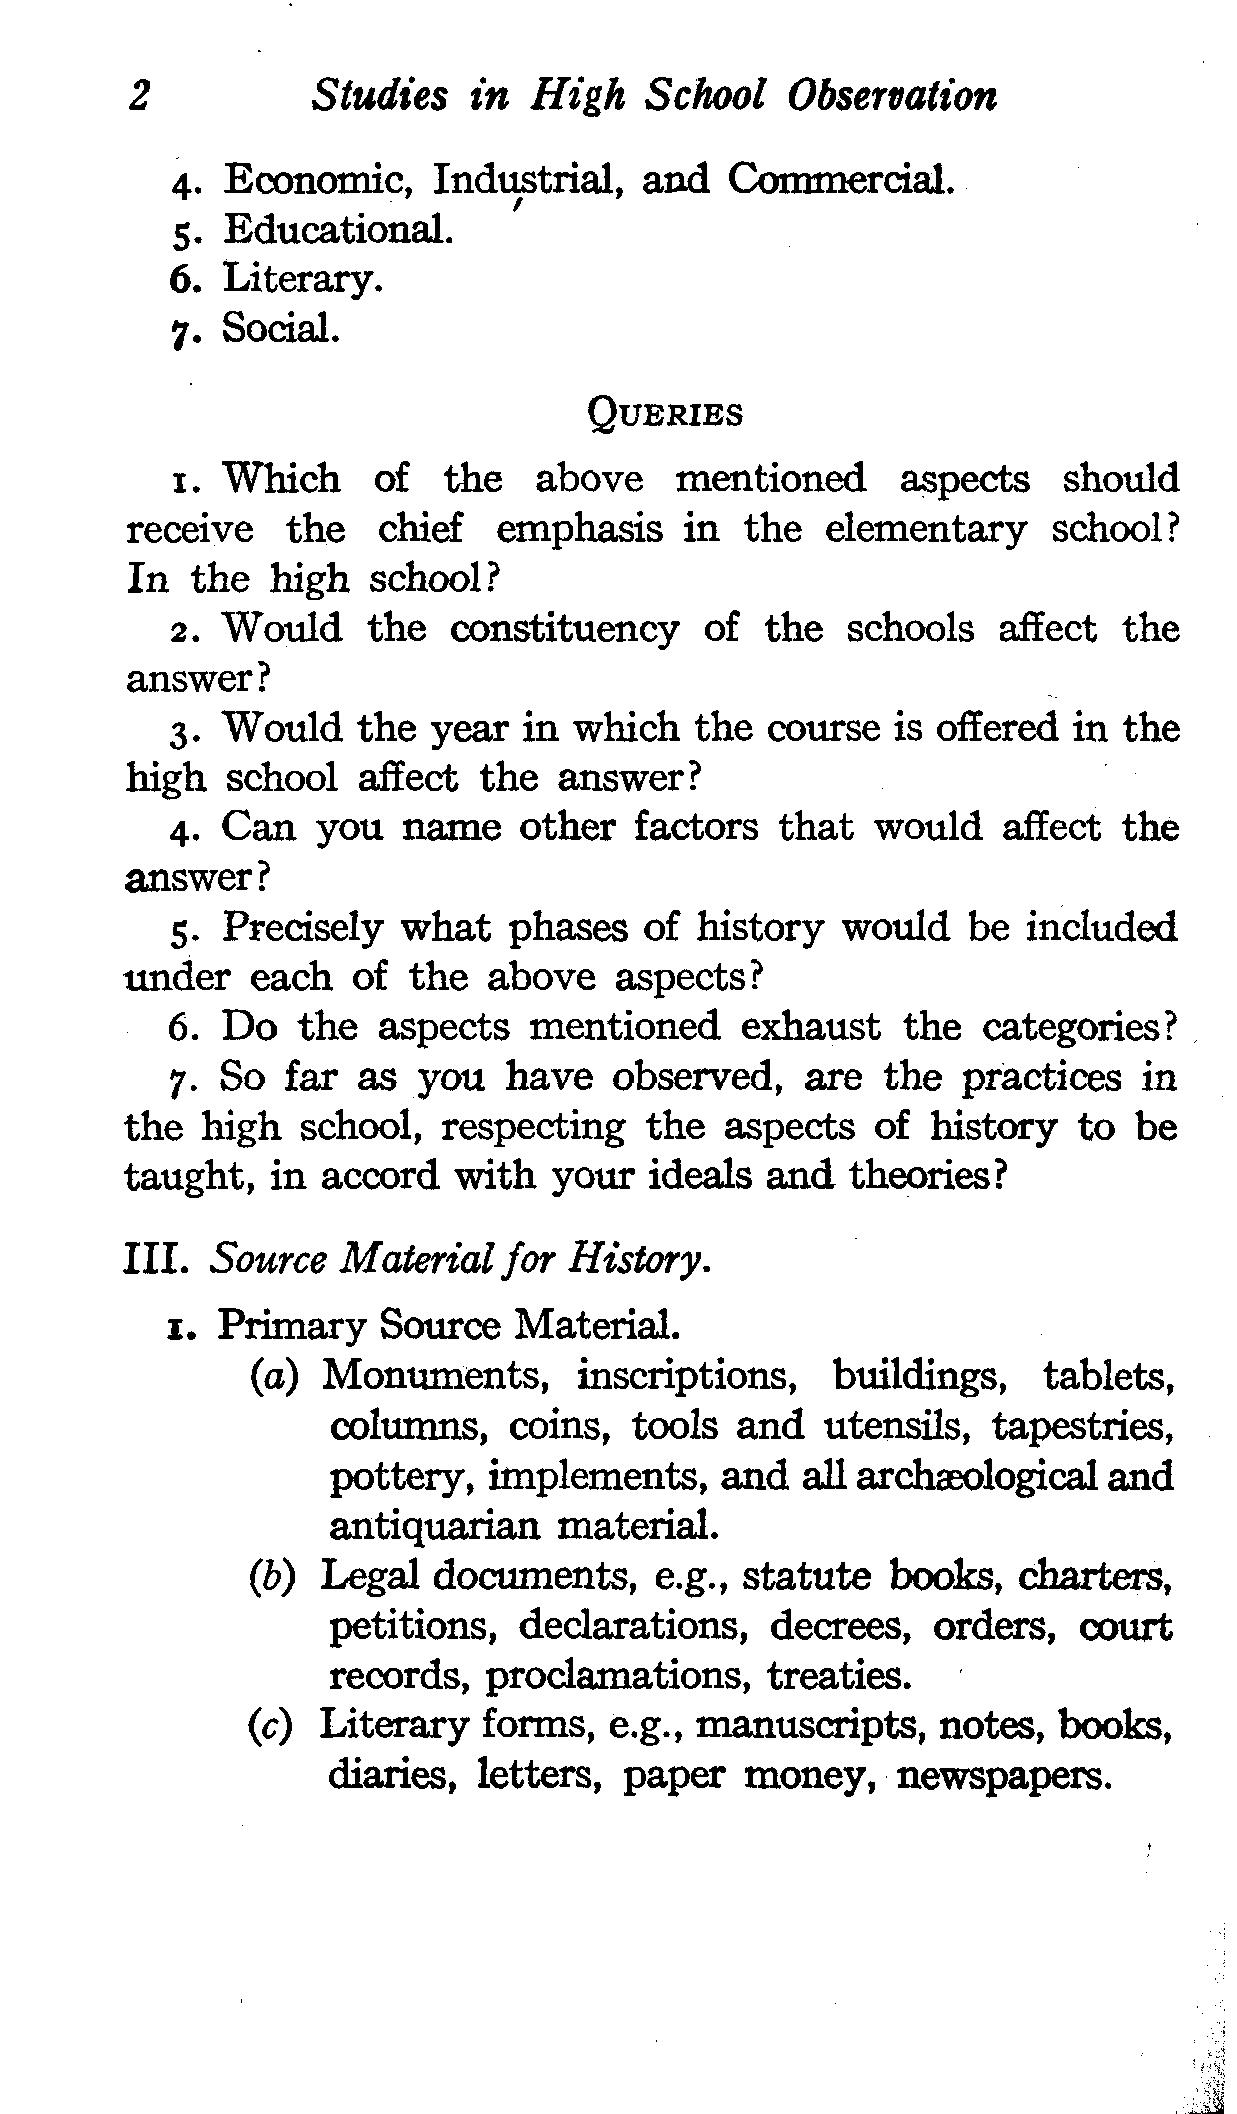 2 Studies in High School Observation
4. Economic, Industrial, and Commercial.
5. Educational.
6. Literary.
7. Social.
QUERIES
1. Which of the above mentioned aspects should
receive the chief emphasis in the elementary school?
In the high school?
2. Would the constituency of the schools affect the
answer?
3. Would the year in which the course is offered in the
high school affect the answer?
4. Can you name other factors that would affect the
answer?
5. Precisely what phases of history would be included
under each of the above aspects?
6. Do the aspects mentioned exhaust the categories?
7. So far as you have observed, are the practices in
the high school, respecting the aspects of history to be
taught, in accord with your ideals and theories?
III. Source Material for History.
1. Primary Source Material.
(a) Monuments, inscriptions, buildings, tablets,
columns, coins, tools and utensils, tapestries,
pottery, implements, and all archæological and
antiquarian material.
(b) Legal documents, e.g., statute books, charters,
petitions, declarations, decrees, orders, court
records, proclamations, treaties.
(c) Literary forms, e.g., manuscripts, notes, books,
diaries, letters, paper money, newspapers.